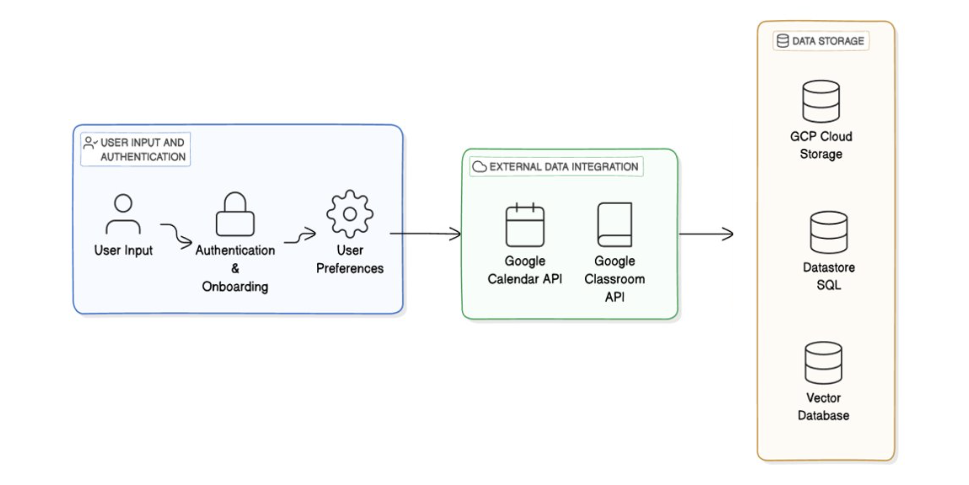 USER INPUT AND
AUTHENTICATION
User Input
Authentication
&
Onboarding
User
Preferences
EXTERNAL DATA INTEGRATION
Google
Calendar API
Google
Classroom
API
DATA STORAGE
GCP Cloud
Storage
Datastore
SQL
Vector
Database